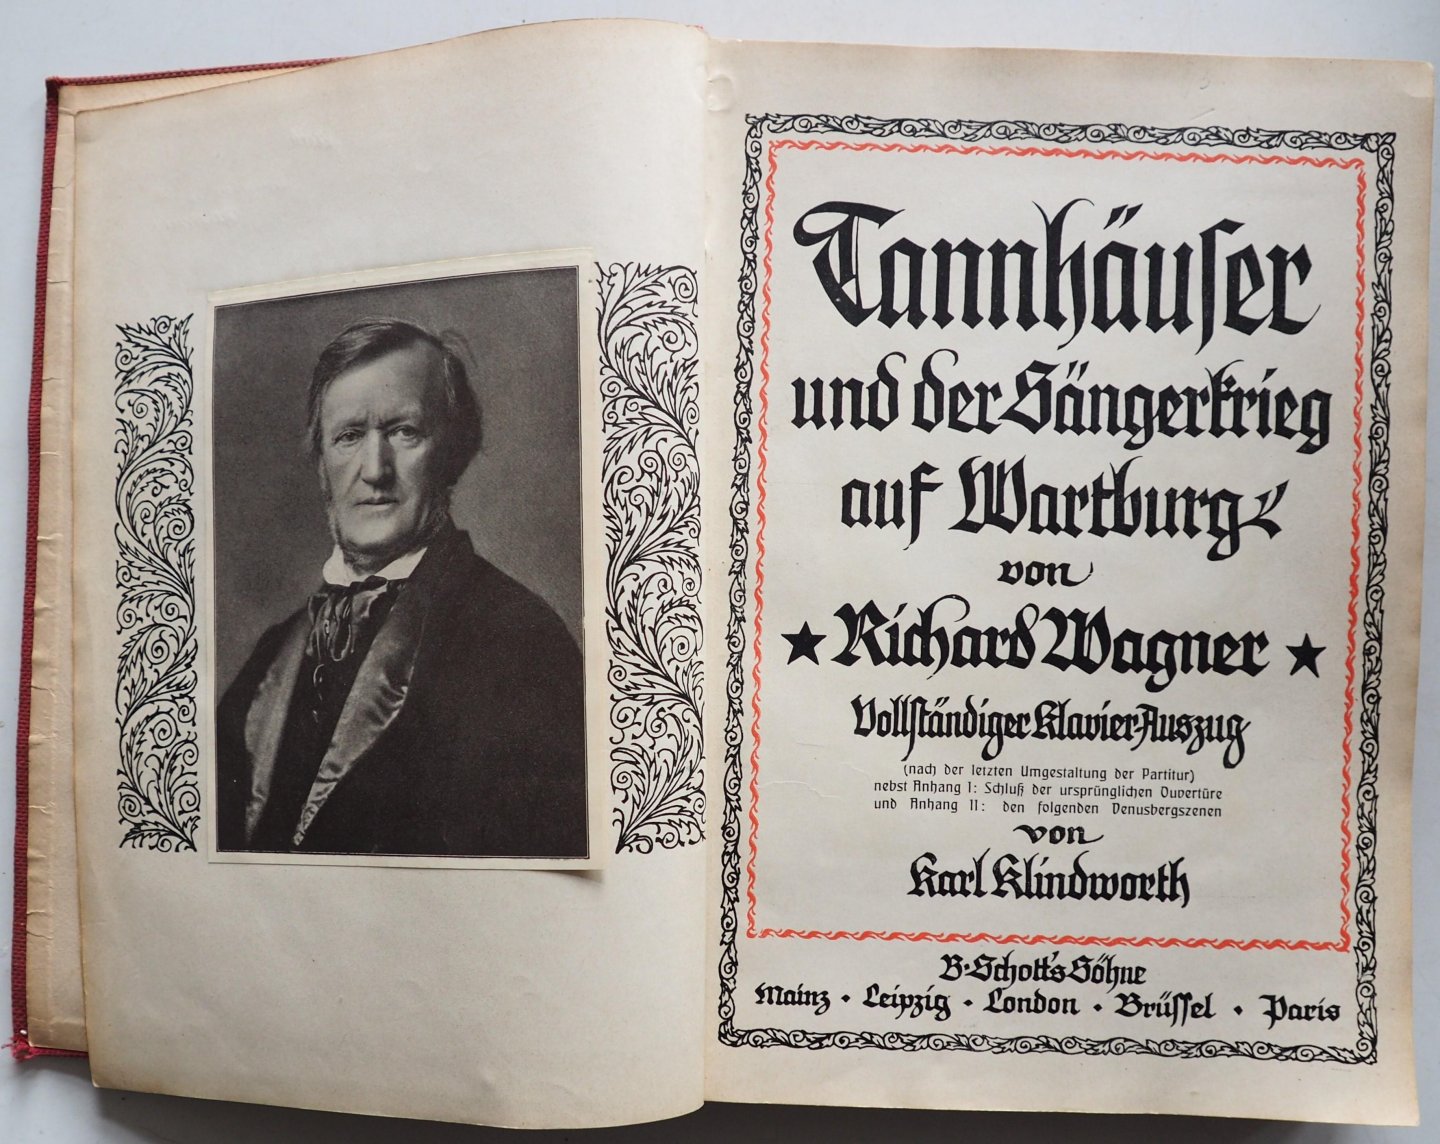 Tannhäuser
und der Sängerkrieg
auf Wartburg
von
Richard Wagner
Vollständiger Klavier-Auszug
(nach der letzten Umgestaltung der Partitur)
nebst Anhang I: Schluß der ursprünglichen Ouvertüre
und Anhang II: den folgenden Venusbergszenen
von
Karl Klindworth
B·Schott's Söhne
Mainz · Leipzig · London · Brüssel · Paris